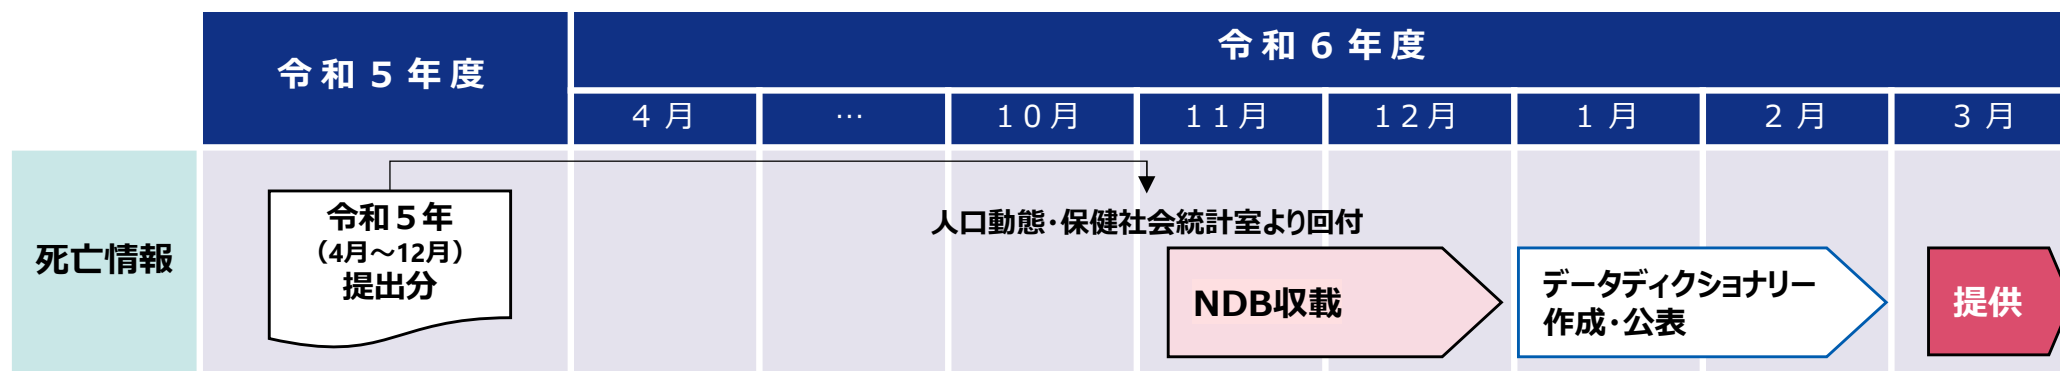 令和5年度
令和6年度
4月
…
10月
11月
12月
1月
2月
3月
死亡情報
令和5年
（4月～12月）
提出分
人口動態・保健社会統計室より回付
NDB収載
データディクショナリー
作成・公表
提供